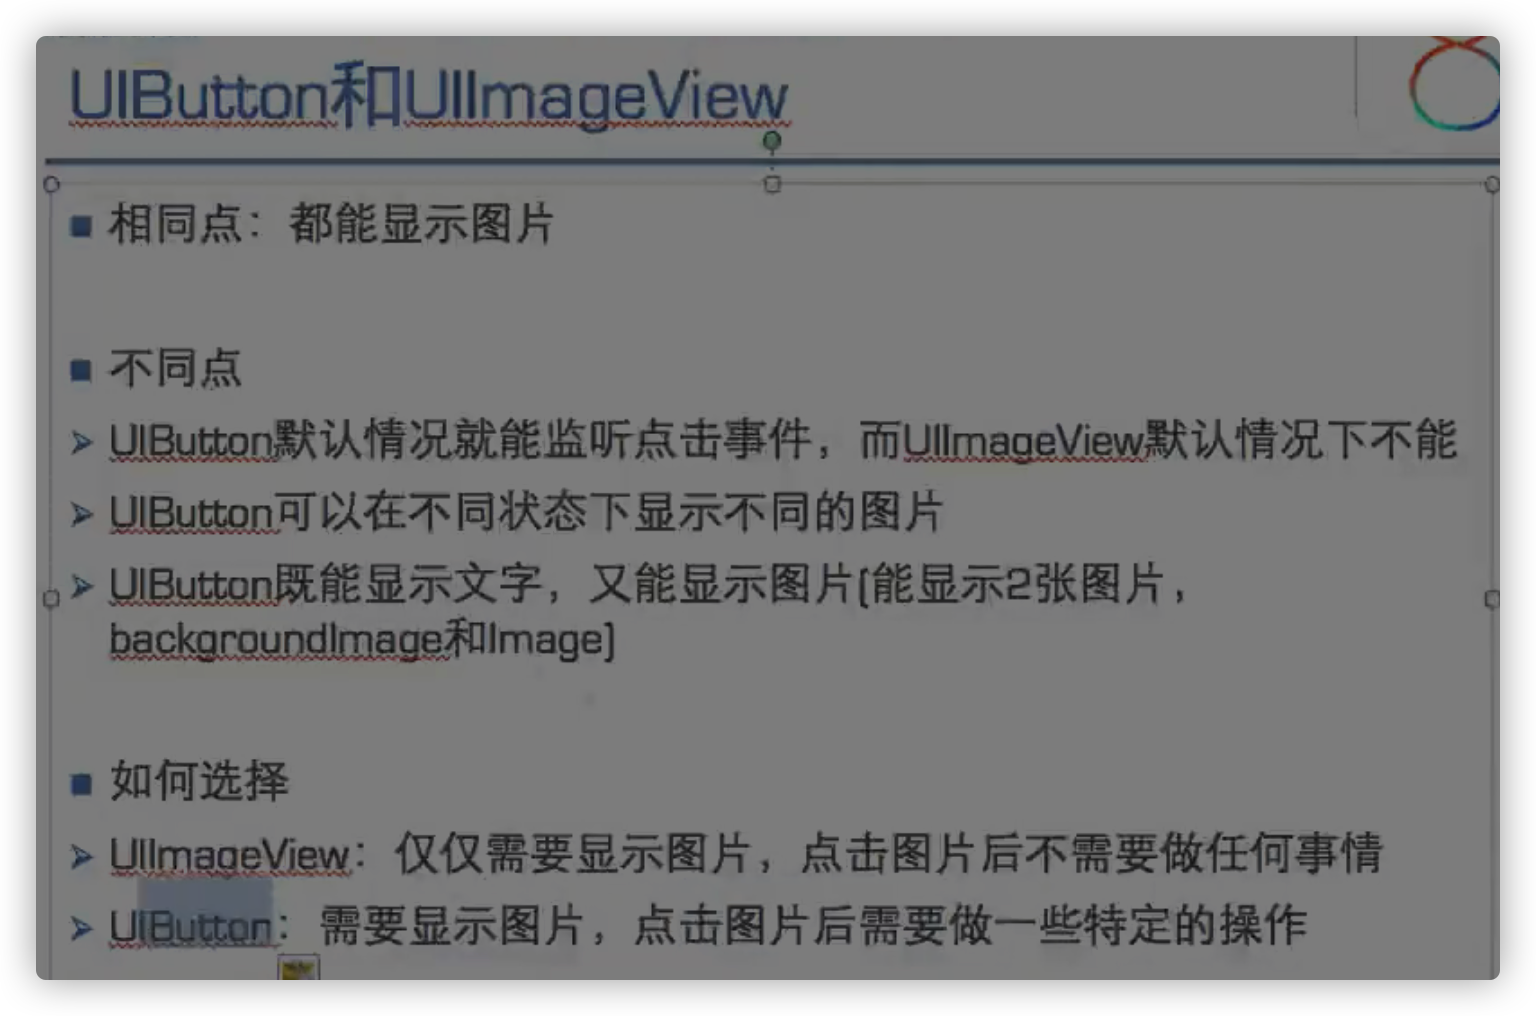 UIButton和UIImageView
相同点：都能显示图片
不同点
UIButton默认情况就能监听点击事件，而UIImageView默认情况下不能
UIButton可以在不同状态下显示不同的图片
UIButton既能显示文字，又能显示图片(能显示2张图片，
backgroundImage和Image)
如何选择
UIImageView：仅仅需要显示图片，点击图片后不需要做任何事情
UIButton：需要显示图片，点击图片后需要做一些特定的操作